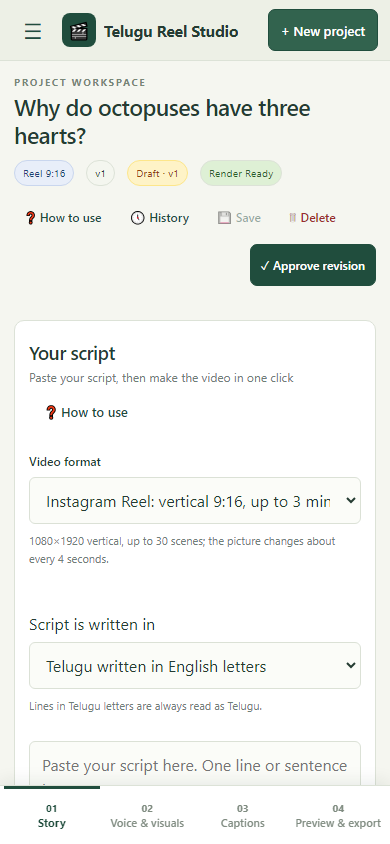 Telugu Reel Studio
+ New project
PROJECT WORKSPACE
Why do octopuses have three
hearts?
Reel 9:16
v1
Draft · v1
Render Ready
❓ How to use
History
Save
Delete
✓ Approve revision
Your script
Paste your script, then make the video in one click
❓ How to use
Video format
Instagram Reel: vertical 9:16, up to 3 min
1080×1920 vertical, up to 30 scenes; the picture changes about
every 4 seconds.
Script is written in
Telugu written in English letters
Lines in Telugu letters are always read as Telugu.
Paste your script here. One line or sentence
01
Story
02
Voice & visuals
03
Captions
04
Preview & export